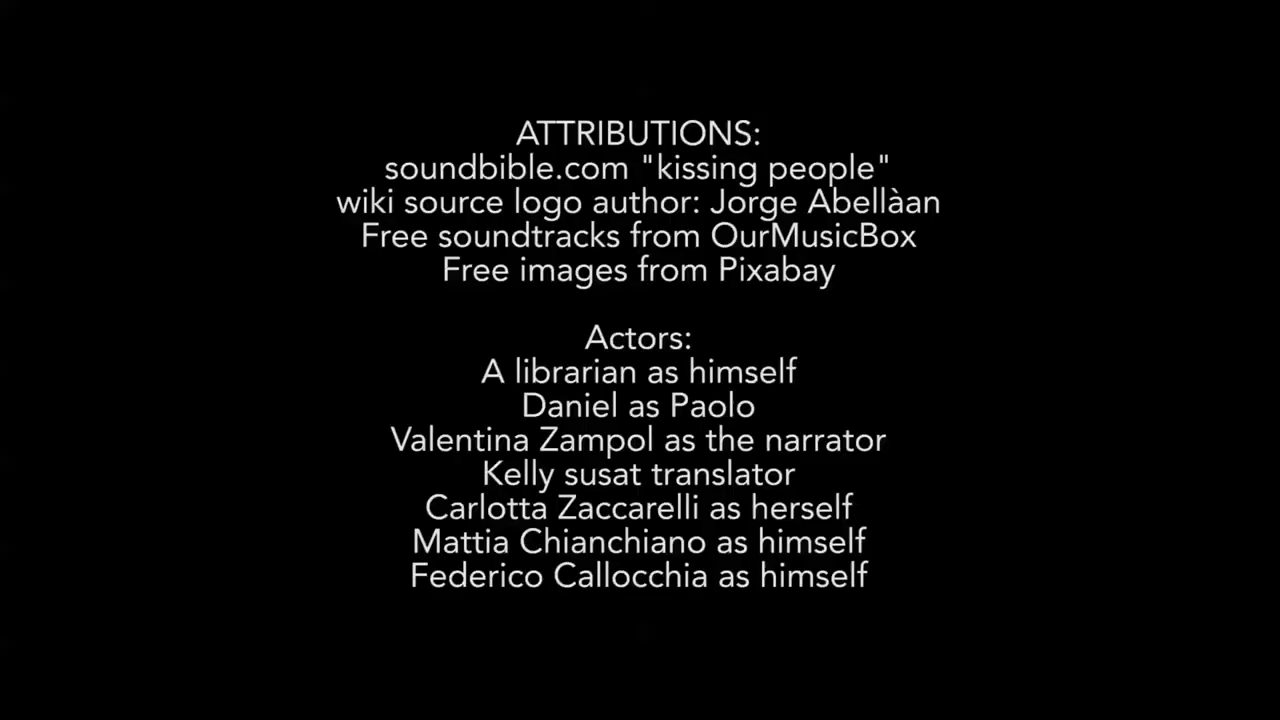 ATTRIBUTIONS:
soundbible.com "kissing people"
wiki source logo author: Jorge Abellàan
Free soundtracks from OurMusicBox
Free images from Pixabay
Actors:
A librarian as himself
Daniel as Paolo
Valentina Zampol as the narrator
Kelly susat translator
Carlotta Zaccarelli as herself
Mattia Chianchiano as himself
Federico Callocchia as himself